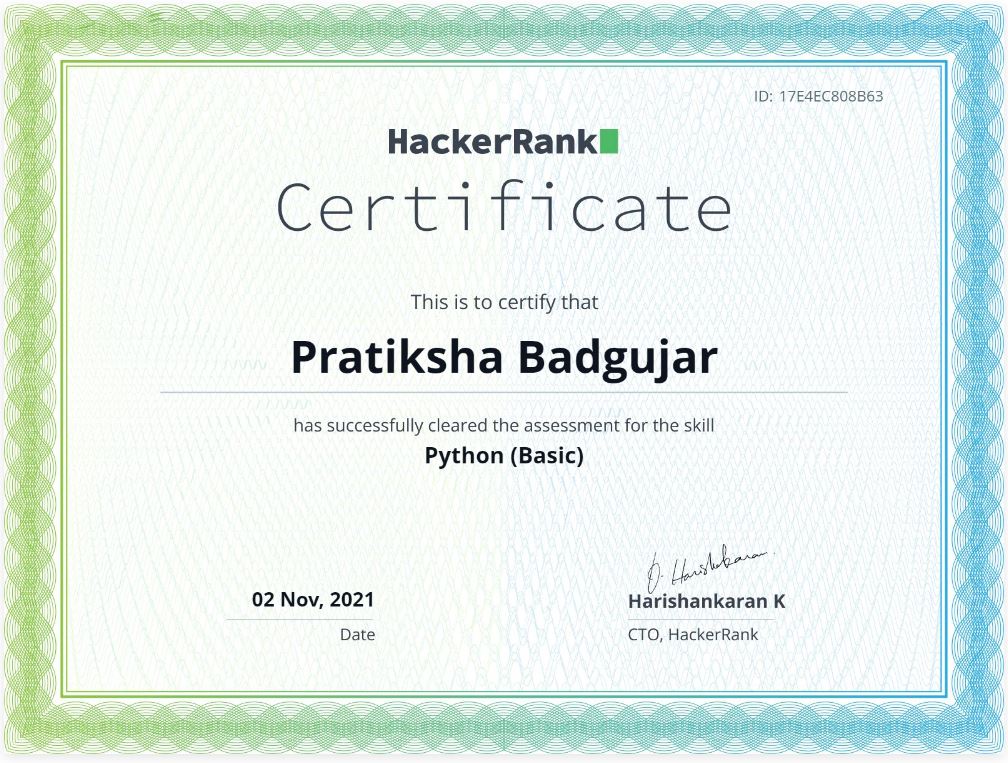 ID: 17E4EC808B63
HackerRank
Certificate
This is to certify that
Pratiksha Badgujar
has successfully cleared the assessment for the skill
Python (Basic)
02 Nov, 2021
Date
Harishankaran K
CTO, HackerRank